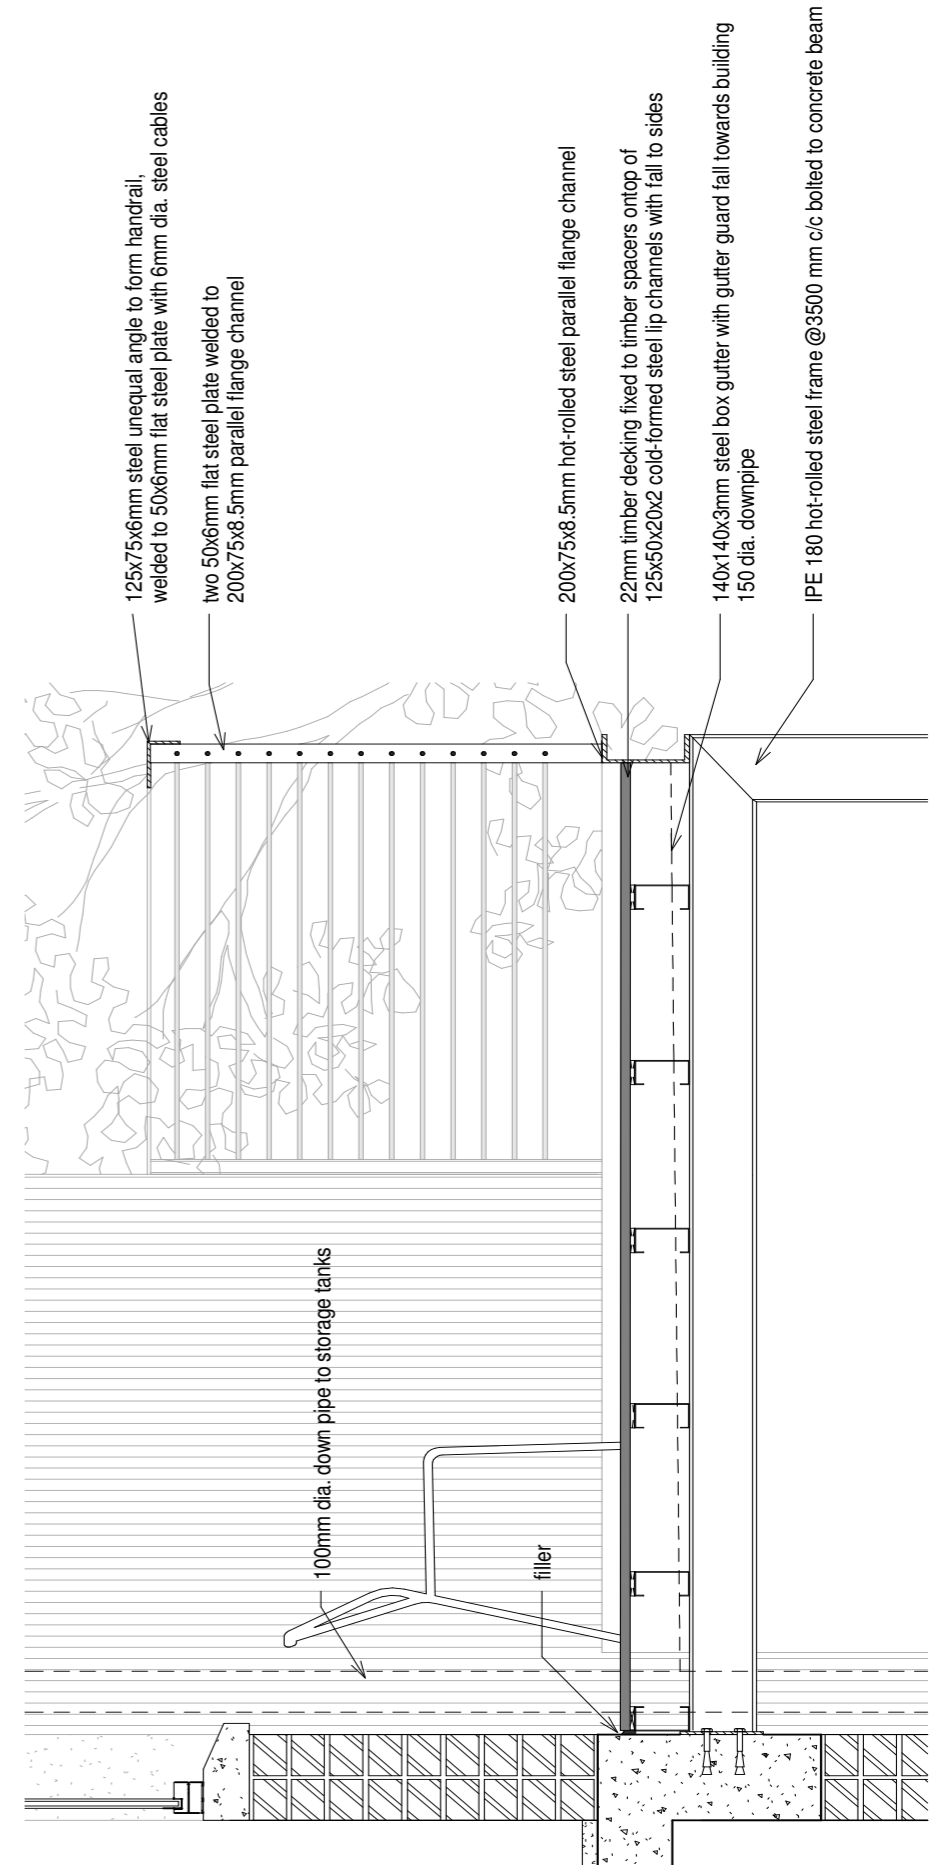 125x75x6mm steel unequal angle to form handrail,
welded to 50x6mm flat steel plate with 6mm dia. steel cables
two 50x6mm flat steel plate welded to
200x75x8.5mm parallel flange channel
200x75x8.5mm hot-rolled steel parallel flange channel
22mm timber decking fixed to timber spacers ontop of
125x50x20x2 cold-formed steel lip channels with fall to sides
140x140x3mm steel box gutter with gutter guard fall towards building
150 dia. downpipe
IPE 180 hot-rolled steel frame @3500 mm c/c bolted to concrete beam
100mm dia. down pipe to storage tanks
filler